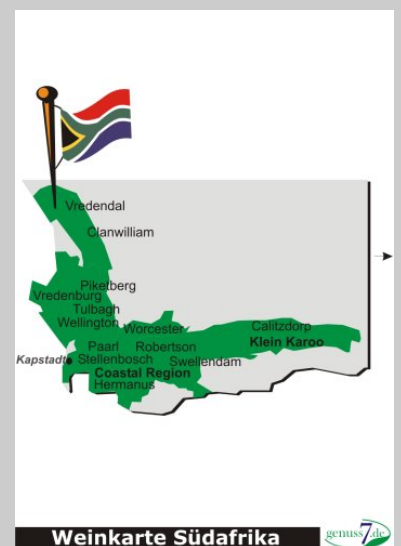 Vredendal
Clanwilliam
Piketberg
Vredenburg
Tulbagh
Wellington
Worcester
Calitzdorp
Paarl
Robertson
Klein Karoo
Kapstadt
Stellenbosch
Swellendam
Coastal Region
Hermanus
Weinkarte Südafrika
genuss7.de